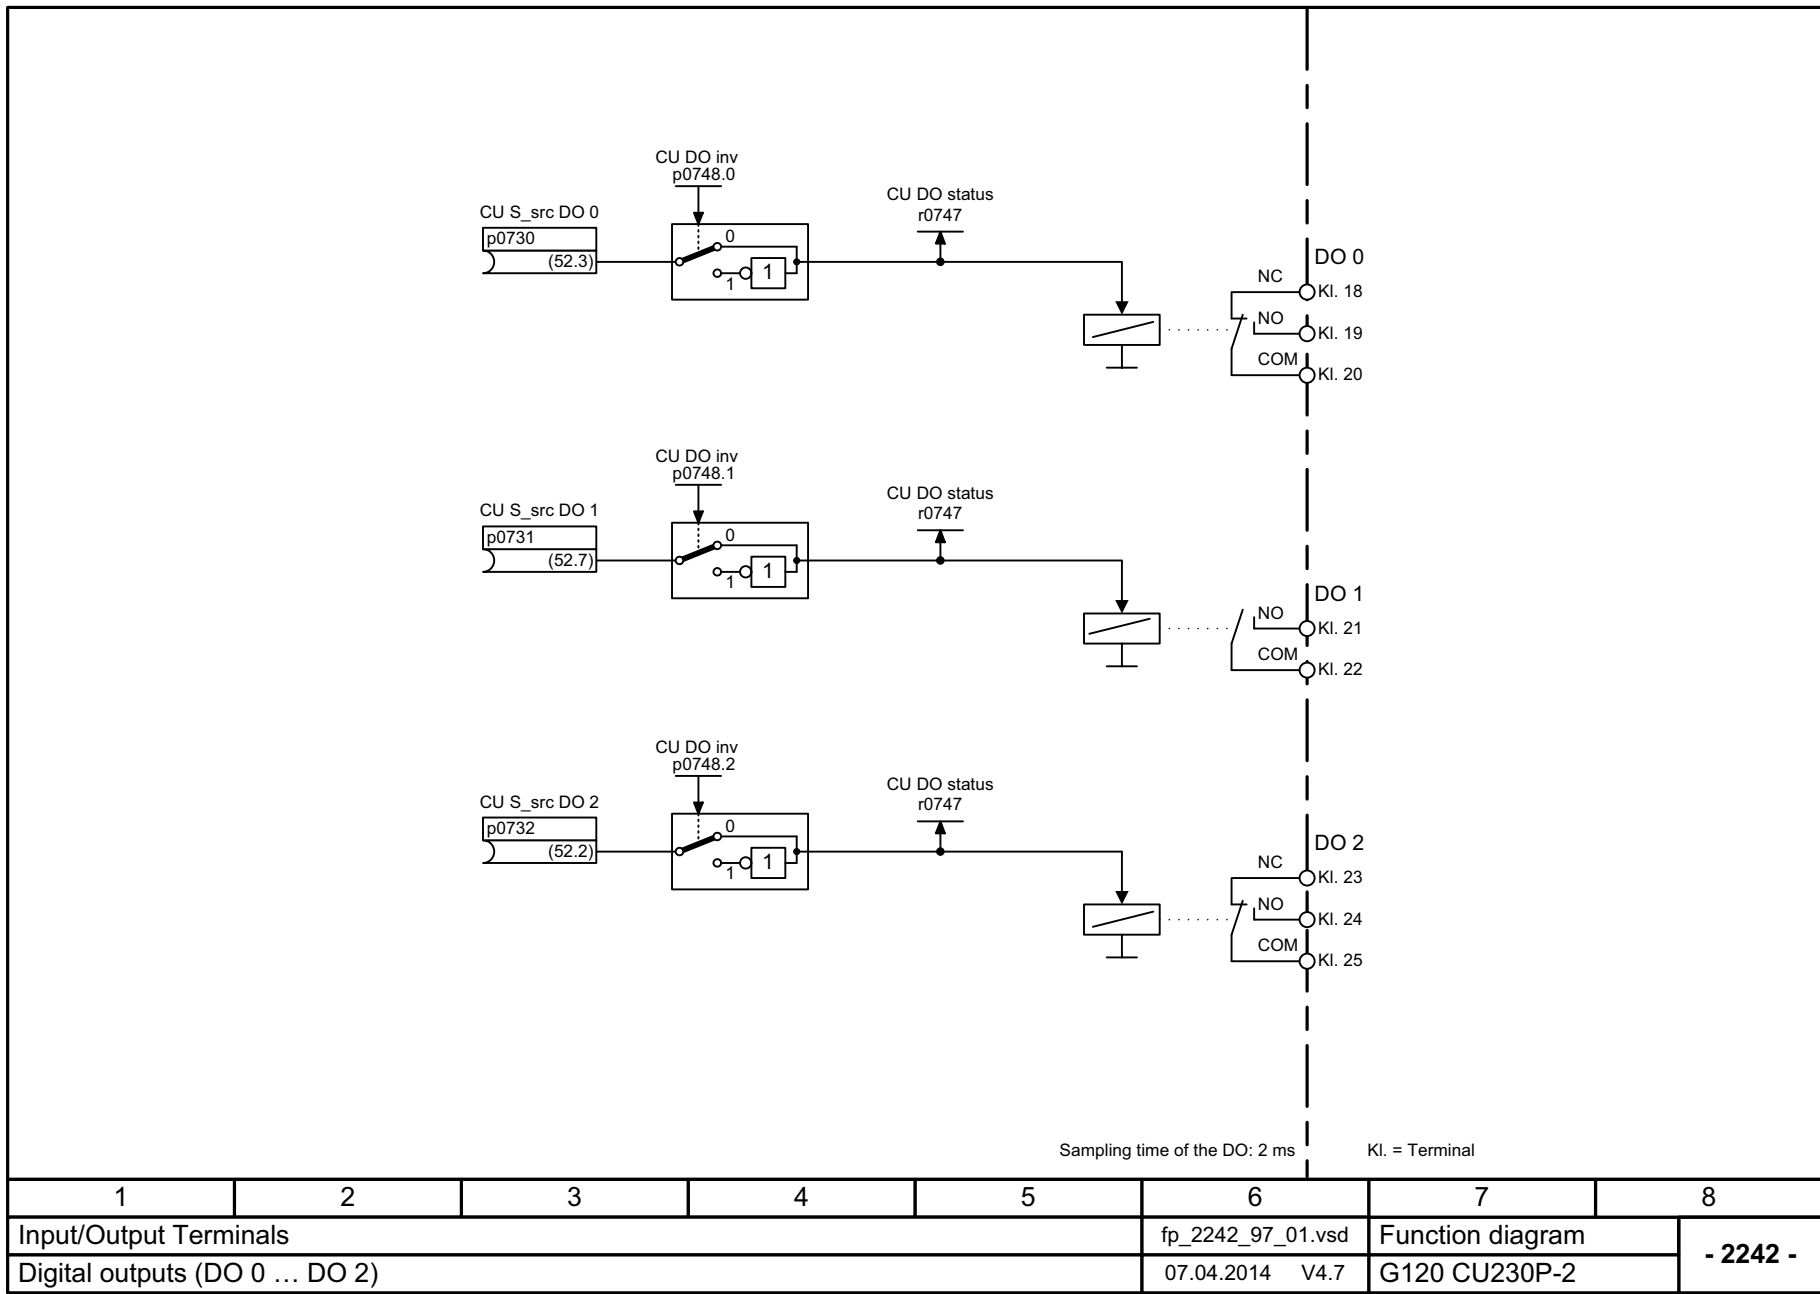 CU DO inv
p0748.0
CU S_src DO 0
p0730
(52.3)
0
1
1
CU DO status
r0747
DO 0
NC
Kl. 18
NO
Kl. 19
COM
Kl. 20
CU DO inv
p0748.1
CU S_src DO 1
p0731
(52.7)
0
1
1
CU DO status
r0747
DO 1
NO
Kl. 21
COM
Kl. 22
CU DO inv
p0748.2
CU S_src DO 2
p0732
(52.2)
0
1
1
CU DO status
r0747
DO 2
NC
Kl. 23
NO
Kl. 24
COM
Kl. 25
Sampling time of the DO: 2 ms
Kl. = Terminal
1 2 3 4 5 6 7 8
Input/Output Terminals
fp_2242_97_01.vsd
Function diagram
- 2242 -
Digital outputs (DO 0 … DO 2)
07.04.2014 V4.7
G120 CU230P-2